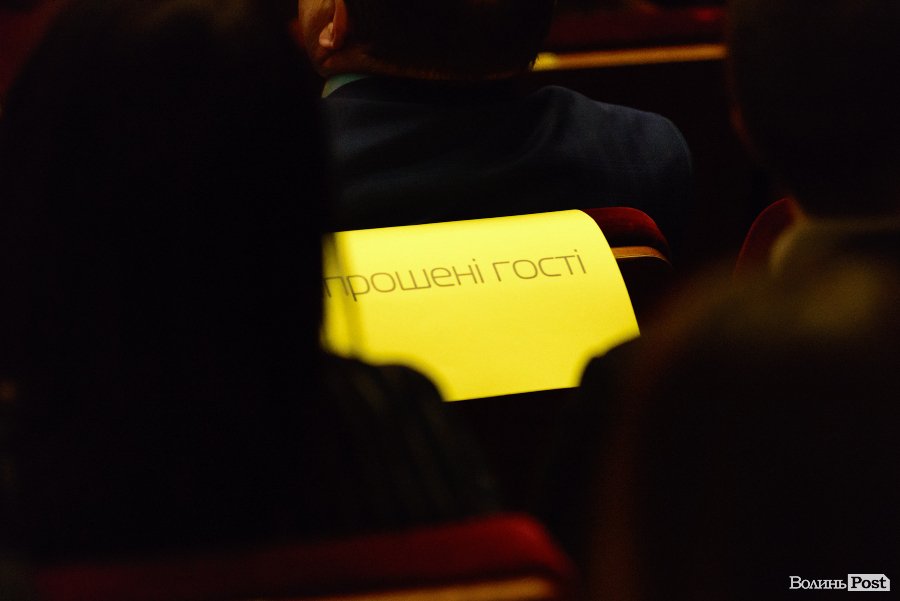 прошені гості
Волинь Post